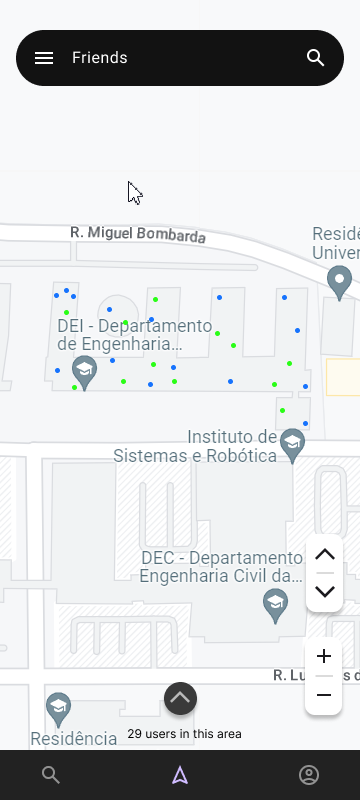 Friends
R. Miguel Bombarda
Residê
Univer
DEI - Departamento
de Engenharia...
Instituto de
Sistemas e Robótica
DEC - Departamento
Engenharia Civil da...
R. Lu
s d
Residência
29 users in this area